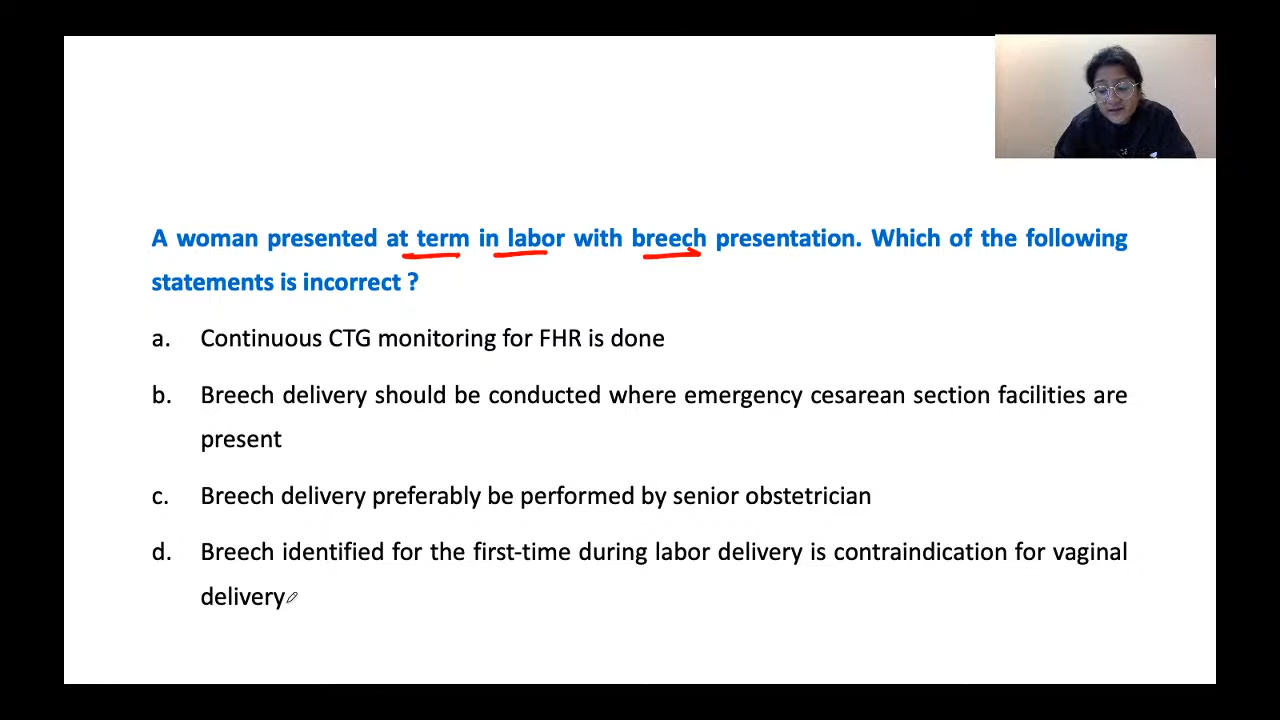 A woman presented at term in labor with breech presentation. Which of the following
statements is incorrect ?
a. Continuous CTG monitoring for FHR is done
b. Breech delivery should be conducted where emergency cesarean section facilities are
present
c. Breech delivery preferably be performed by senior obstetrician
d. Breech identified for the first-time during labor delivery is contraindication for vaginal
delivery